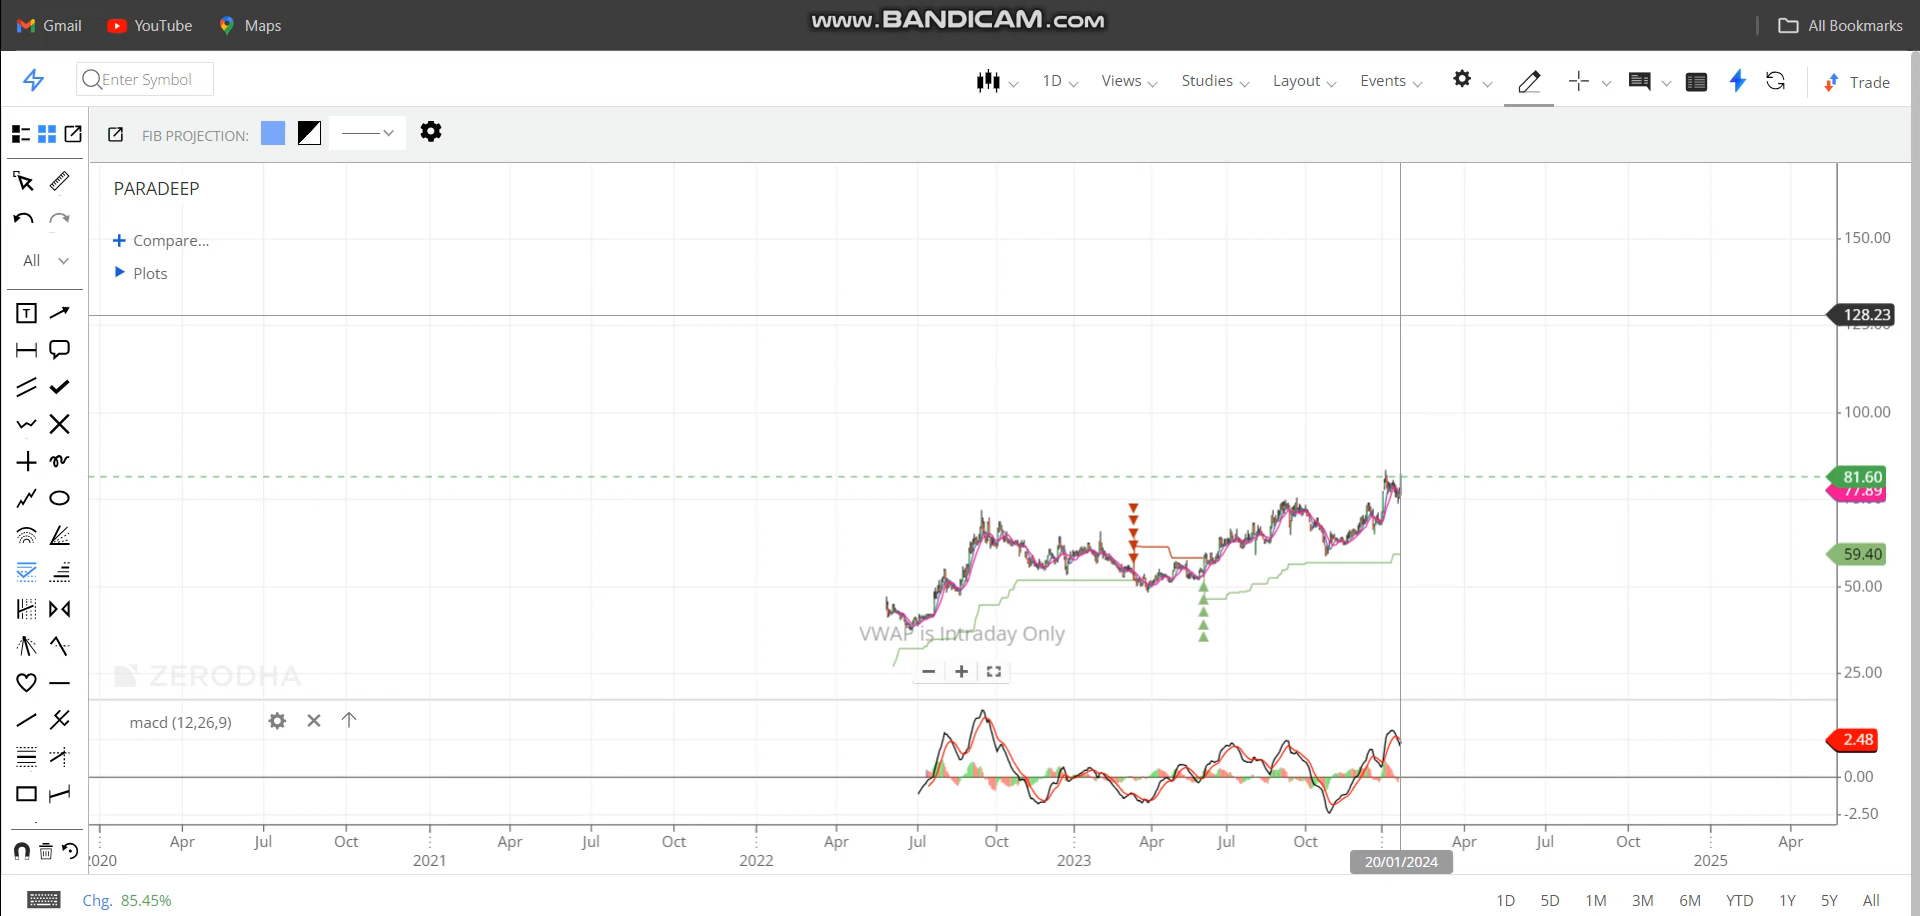 Gmail YouTube Maps
www.BANDICAM.COM
All Bookmarks
Enter Symbol
1D Views Studies Layout Events Trade
FIB PROJECTION:
PARADEEP
All
Compare...
Plots
150.00
128.23
100.00
81.60
77.89
59.40
50.00
25.00
VWAP is Intraday Only
ZERODHA
macd (12,26,9)
2.48
0.00
-2.50
Apr Jul Oct Apr Jul Oct Apr Jul Oct Apr Jul Oct Apr Jul Oct Apr
2020 2021 2022 2023 20/01/2024 2025
Chg. 85.45%
1D 5D 1M 3M 6M YTD 1Y 5Y All